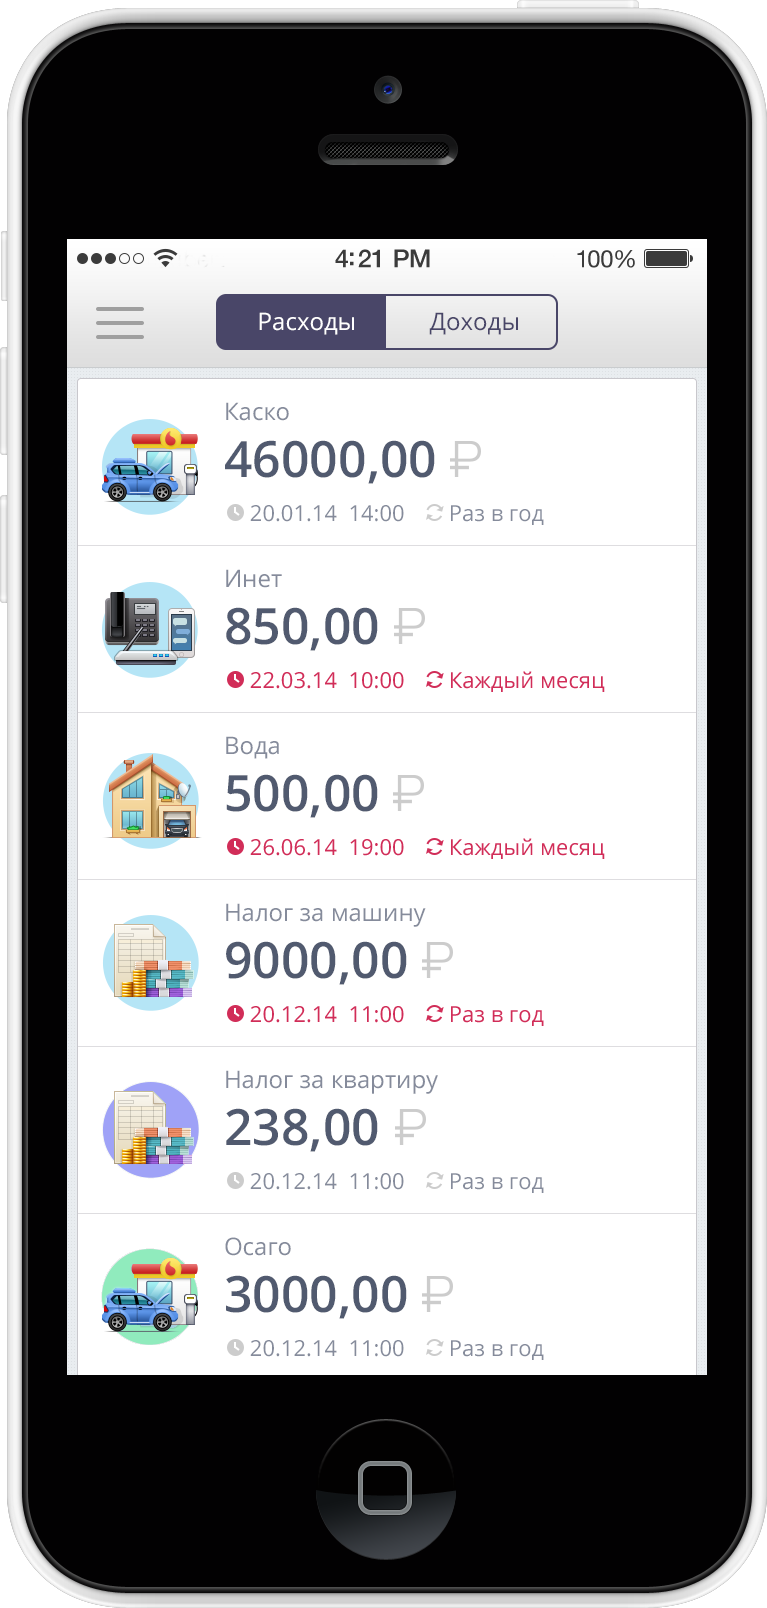 4:21 PM 100%
Расходы Доходы
Каско
46000,00 ₽
20.01.14 14:00 Раз в год
Инет
850,00 ₽
22.03.14 10:00 Каждый месяц
Вода
500,00 ₽
26.06.14 19:00 Каждый месяц
Налог за машину
9000,00 ₽
20.12.14 11:00 Раз в год
Налог за квартиру
238,00 ₽
20.12.14 11:00 Раз в год
Осаго
3000,00 ₽
20.12.14 11:00 Раз в год